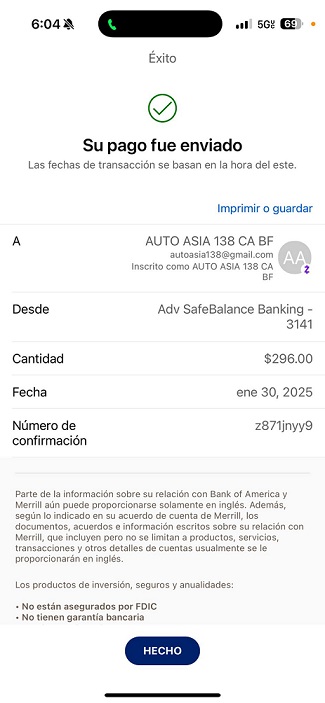 6:04
5G
69
Éxito
Su pago fue enviado
Las fechas de transacción se basan en la hora del este.
Imprimir o guardar
A
AUTO ASIA 138 CA BF
autoasia138@gmail.com
Inscrito como AUTO ASIA 138 CA
BF
AA
Desde
Adv SafeBalance Banking -
3141
Cantidad
$296.00
Fecha
ene 30, 2025
Número de
confirmación
z871jnyy9
Parte de la información sobre su relación con Bank of America y
Merrill aún puede proporcionarse solamente en inglés. Además,
según lo indicado en su acuerdo de cuenta de Merrill, los
documentos, acuerdos e información escritos sobre su relación con
Merrill, que incluyen pero no se limitan a productos, servicios,
transacciones y otros detalles de cuentas usualmente se le
proporcionarán en inglés.
Los productos de inversión, seguros y anualidades:
• No están asegurados por FDIC
• No tienen garantía bancaria
HECHO